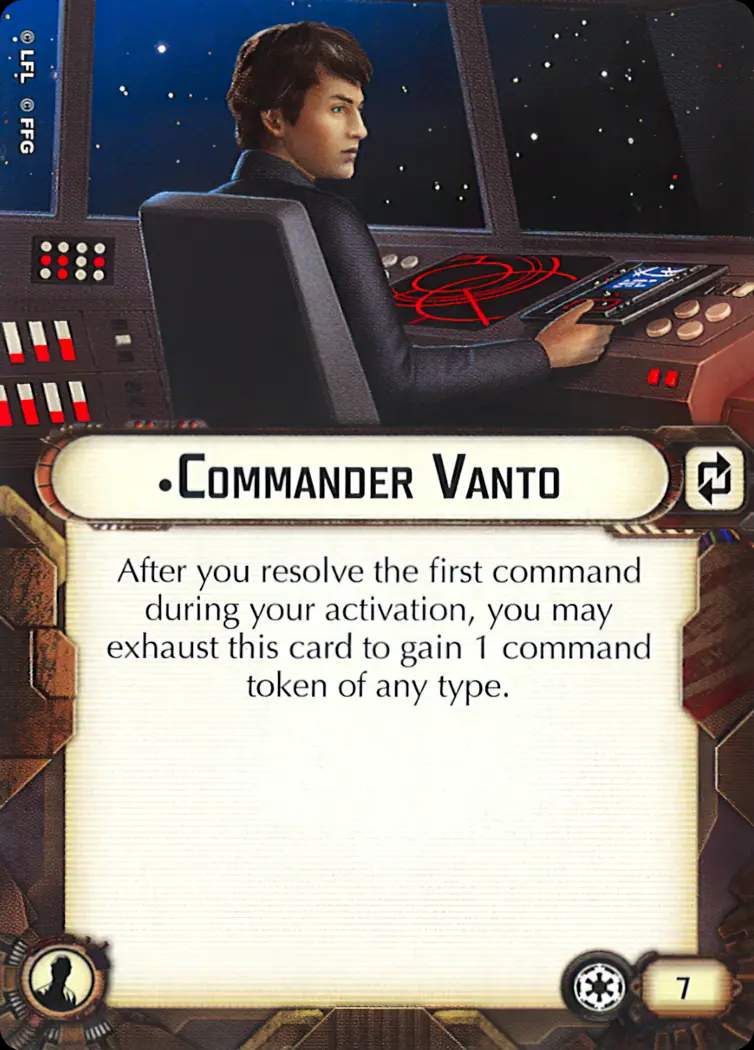 © LFL © FFG
•Commander Vanto
After you resolve the first command
during your activation, you may
exhaust this card to gain 1 command
token of any type.
7